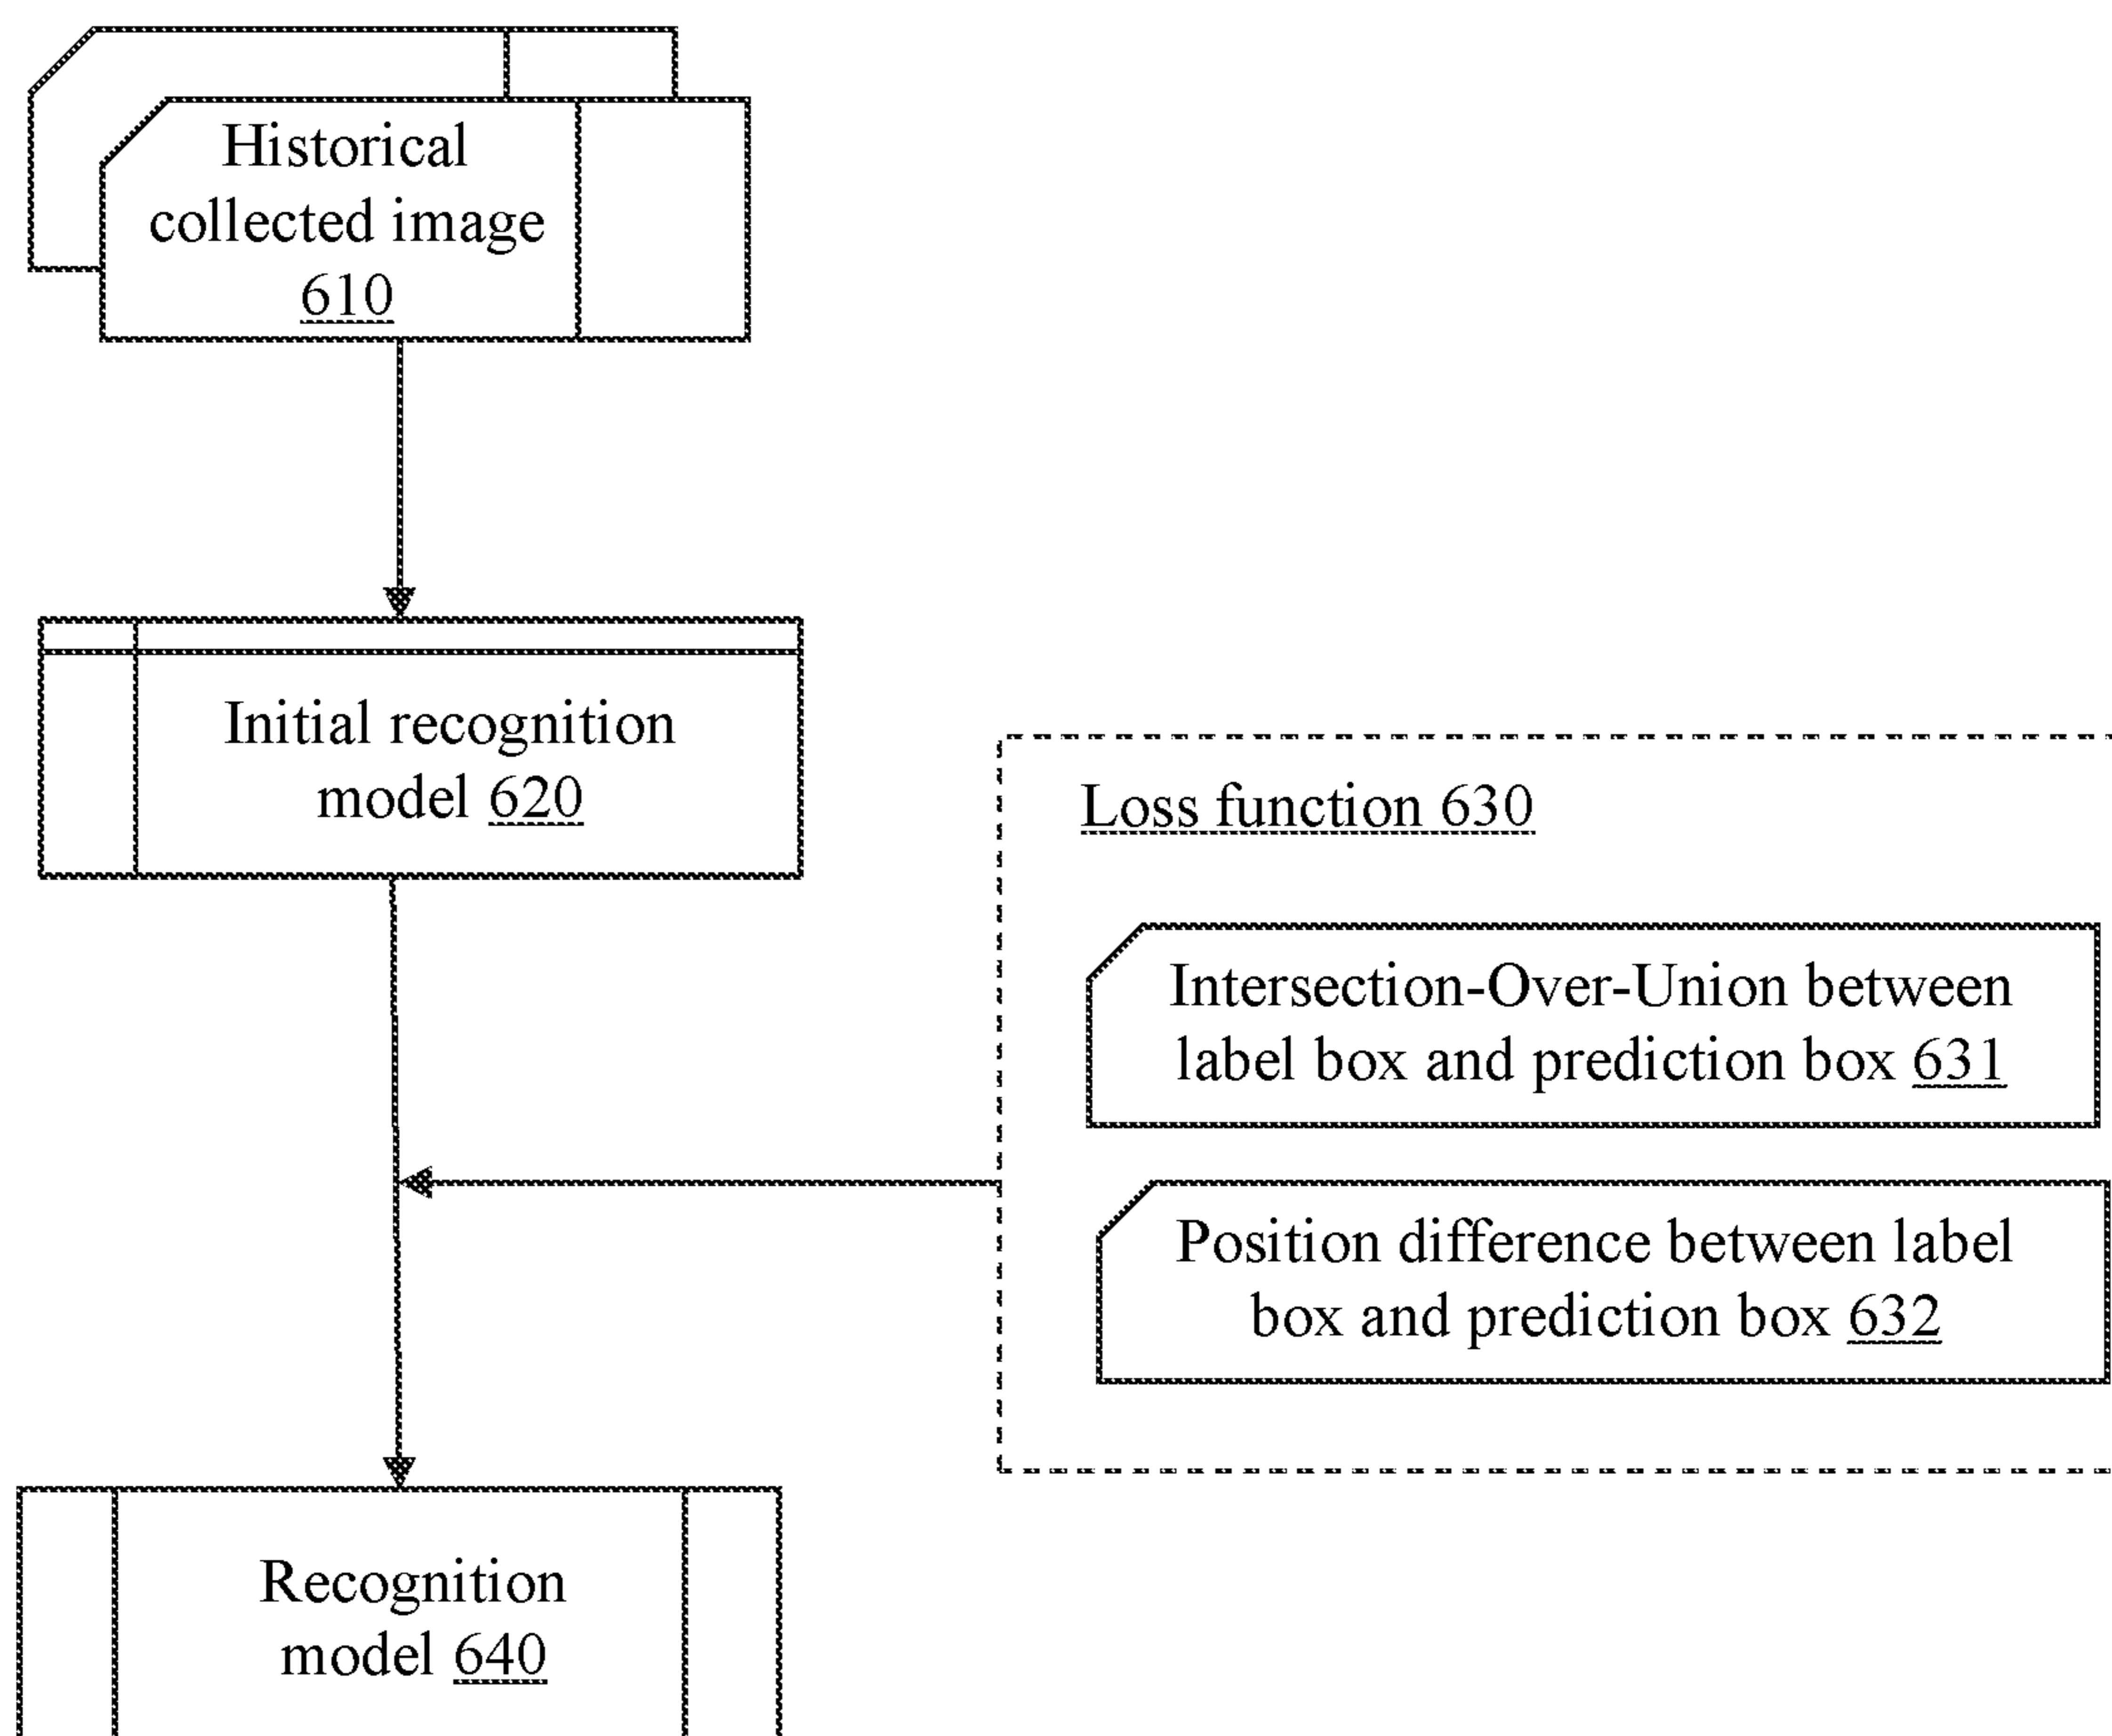 Historical
collected image
610
Initial recognition
model 620
Loss function 630
Intersection-Over-Union between
label box and prediction box 631
Position difference between label
box and prediction box 632
Recognition
model 640